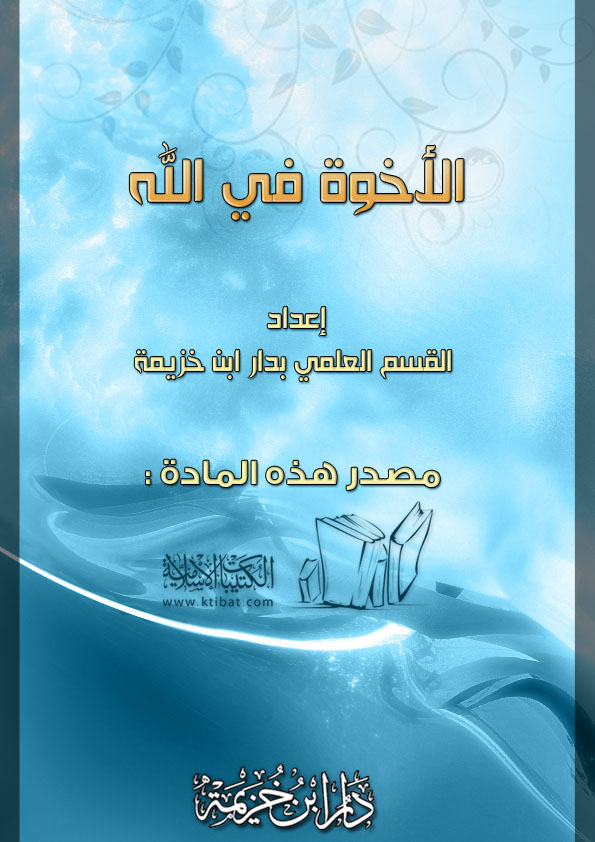 الأخوة في الله
إعداد
القسم العلمي بدار ابن خزيمة
مصدر هذه المادة :
الكتيبات الإسلامية
www.ktibat.com
دار ابن خزيمة